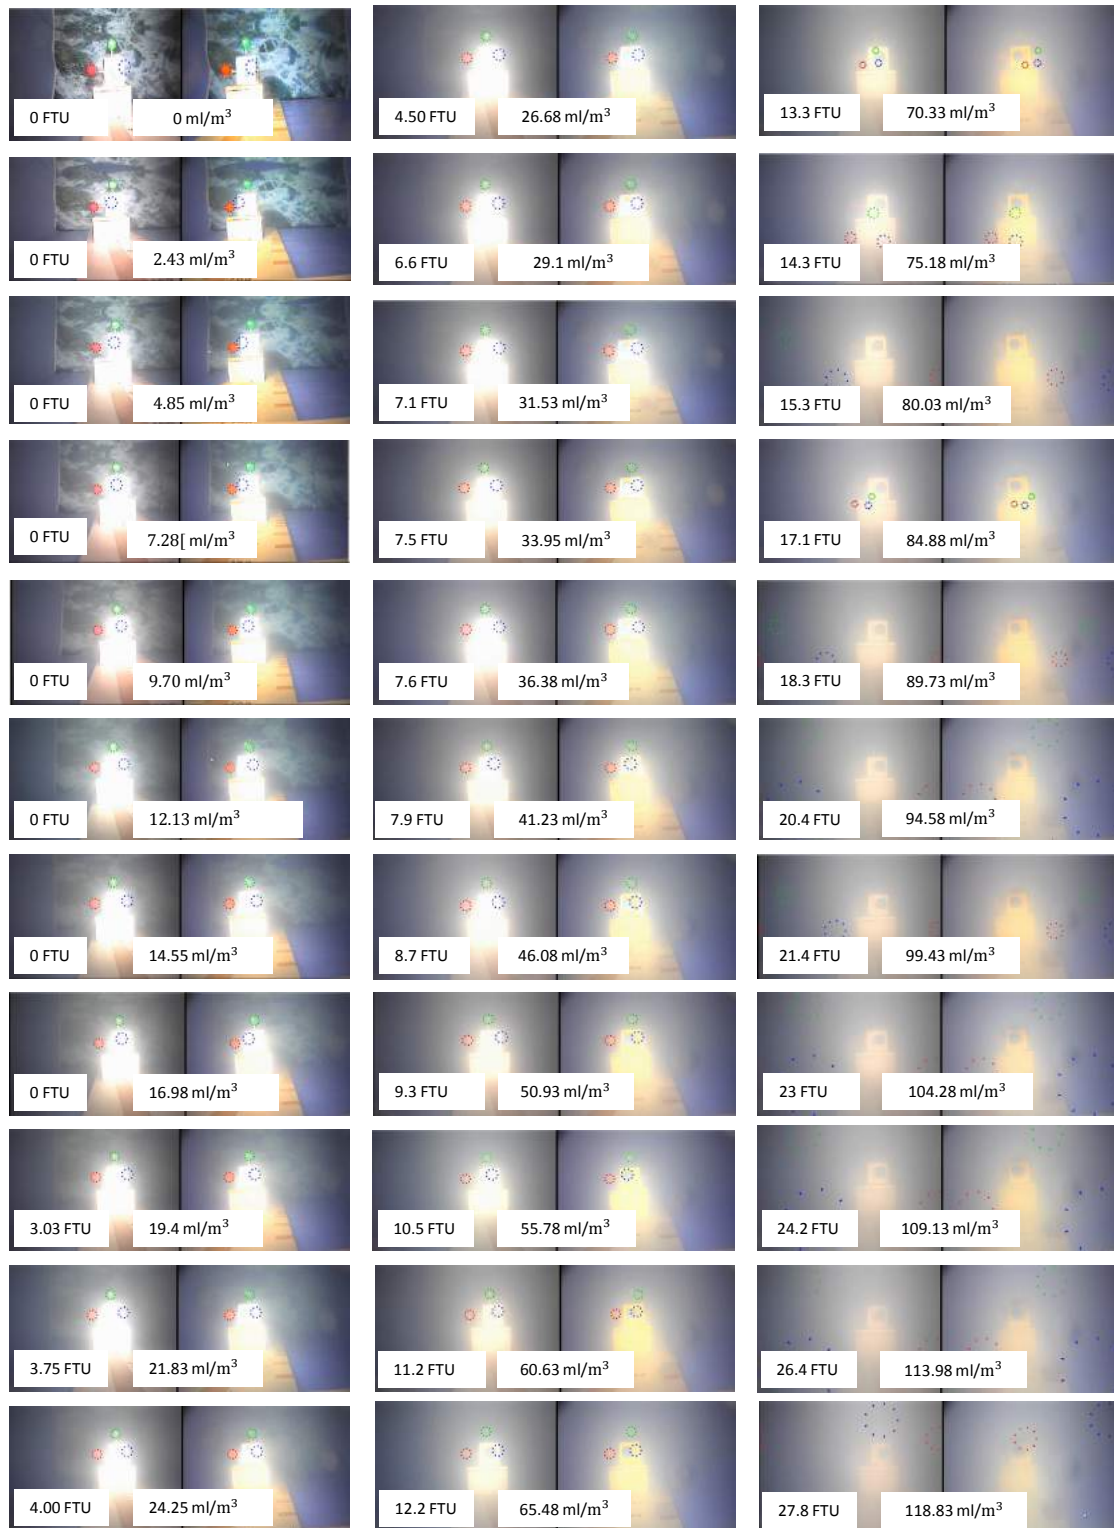 0 FTU 0 ml/m³
0 FTU 2.43 ml/m³
0 FTU 4.85 ml/m³
0 FTU 7.28[ ml/m³
0 FTU 9.70 ml/m³
0 FTU 12.13 ml/m³
0 FTU 14.55 ml/m³
0 FTU 16.98 ml/m³
3.03 FTU 19.4 ml/m³
3.75 FTU 21.83 ml/m³
4.00 FTU 24.25 ml/m³
4.50 FTU 26.68 ml/m³
6.6 FTU 29.1 ml/m³
7.1 FTU 31.53 ml/m³
7.5 FTU 33.95 ml/m³
7.6 FTU 36.38 ml/m³
7.9 FTU 41.23 ml/m³
8.7 FTU 46.08 ml/m³
9.3 FTU 50.93 ml/m³
10.5 FTU 55.78 ml/m³
11.2 FTU 60.63 ml/m³
12.2 FTU 65.48 ml/m³
13.3 FTU 70.33 ml/m³
14.3 FTU 75.18 ml/m³
15.3 FTU 80.03 ml/m³
17.1 FTU 84.88 ml/m³
18.3 FTU 89.73 ml/m³
20.4 FTU 94.58 ml/m³
21.4 FTU 99.43 ml/m³
23 FTU 104.28 ml/m³
24.2 FTU 109.13 ml/m³
26.4 FTU 113.98 ml/m³
27.8 FTU 118.83 ml/m³